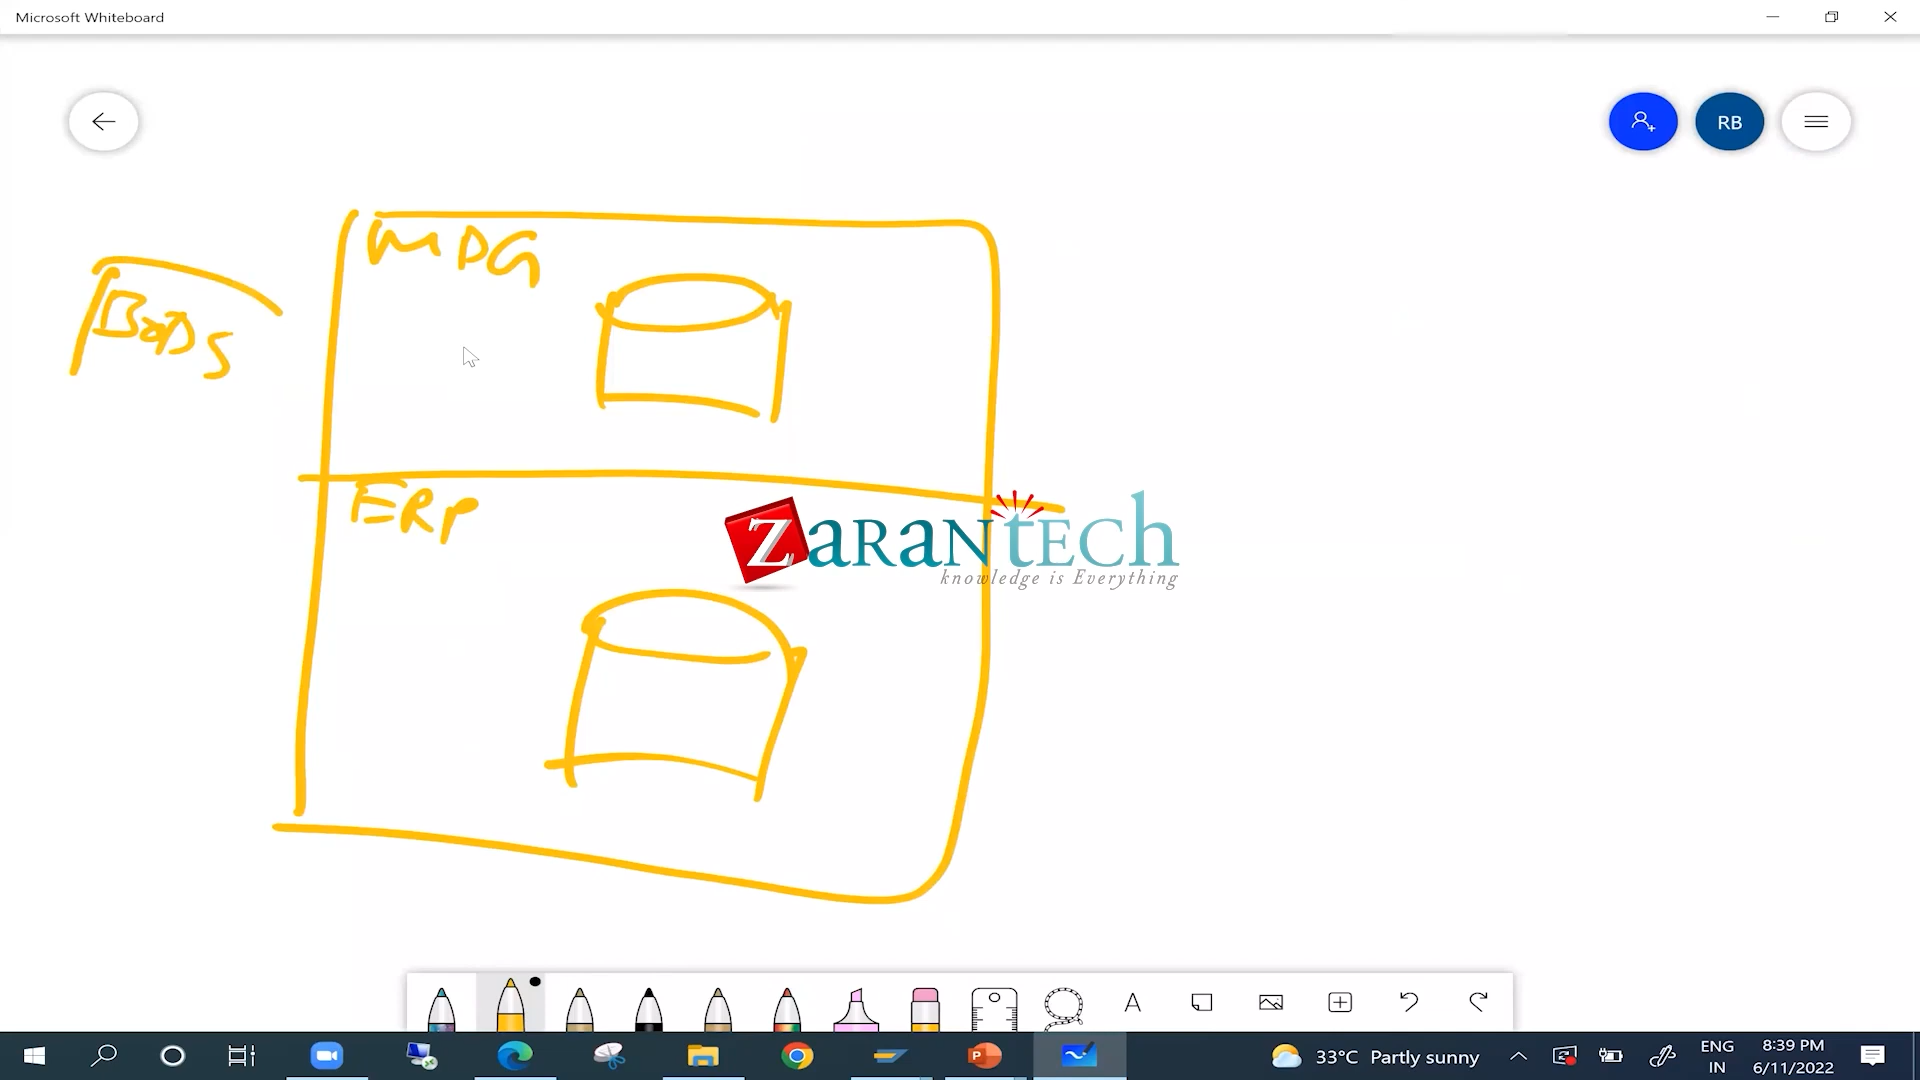 Microsoft Whiteboard
RB
MDG
BODS
ERP
ZaranTech
knowledge is Everything
A
33°C Partly sunny
ENG
IN
8:39 PM
6/11/2022